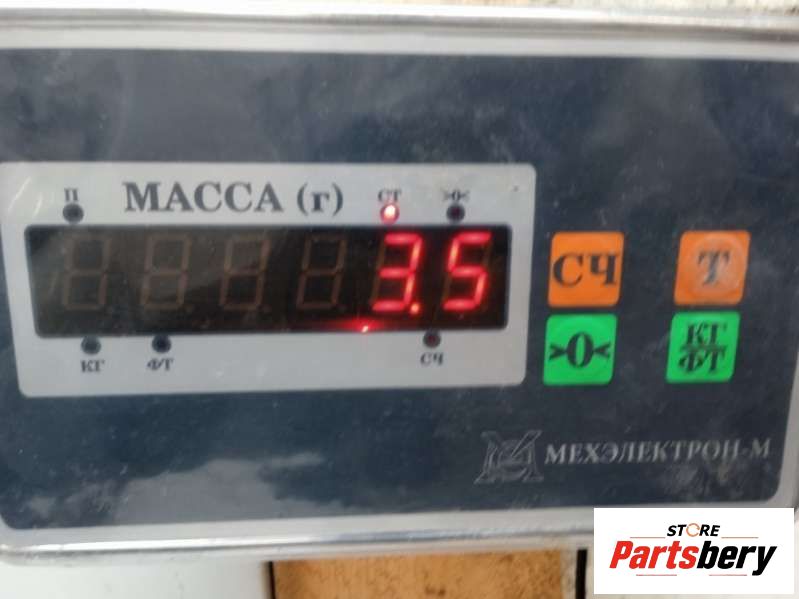 П МАССА (г) СТ >0<
3.5
КГ ФТ СЧ
СЧ Т
>0< КГ
ФТ
МЕХЭЛЕКТРОН-М
STORE
Partsbery